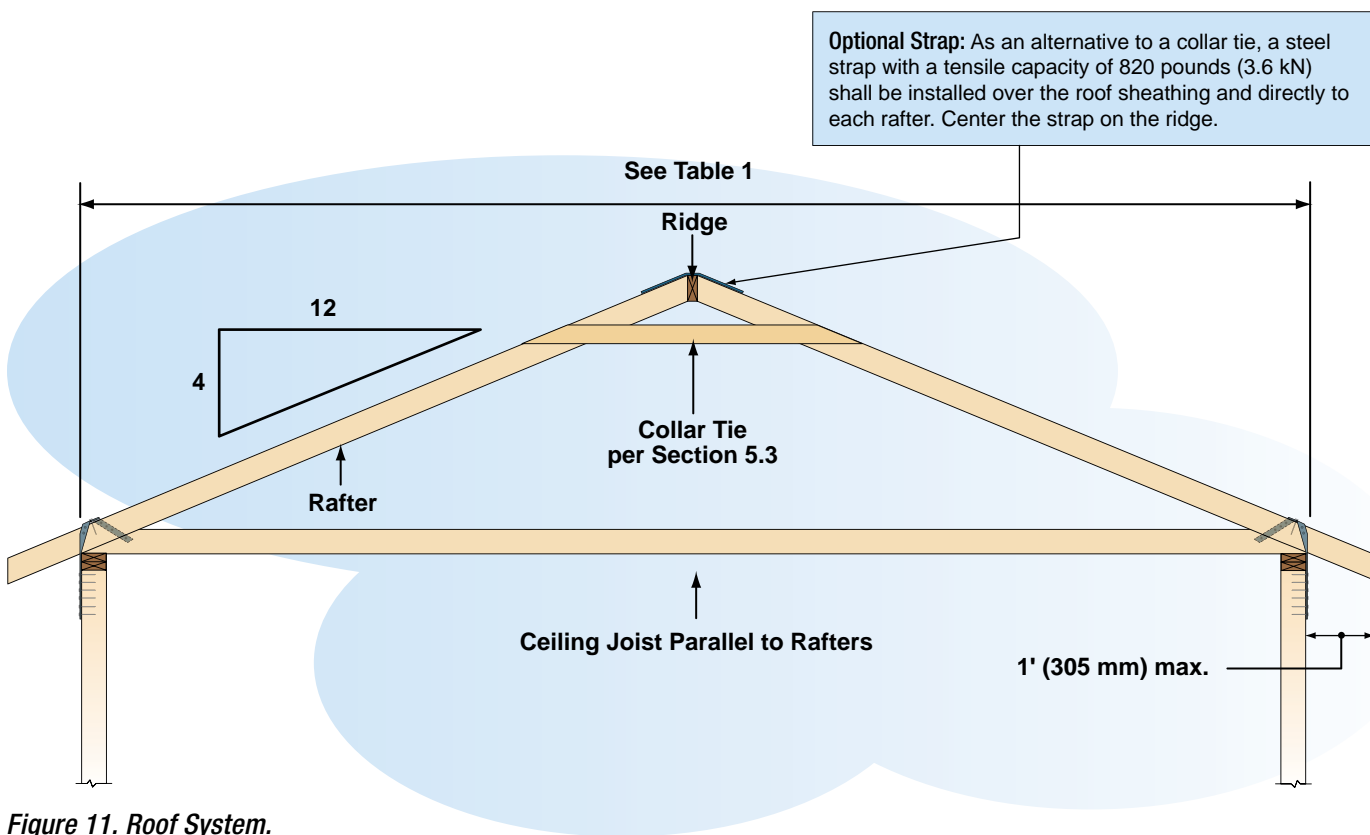 Optional Strap: As an alternative to a collar tie, a steel
strap with a tensile capacity of 820 pounds (3.6 kN)
shall be installed over the roof sheathing and directly to
each rafter. Center the strap on the ridge.
See Table 1
Ridge
12
4
Collar Tie
per Section 5.3
Rafter
Ceiling Joist Parallel to Rafters
1' (305 mm) max.
Figure 11. Roof System.